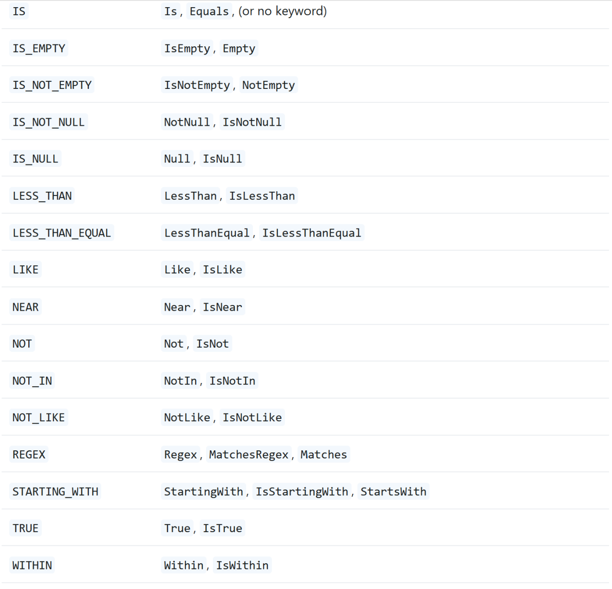 IS Is, Equals, (or no keyword)
IS_EMPTY IsEmpty, Empty
IS_NOT_EMPTY IsNotEmpty, NotEmpty
IS_NOT_NULL NotNull, IsNotNull
IS_NULL Null, IsNull
LESS_THAN LessThan, IsLessThan
LESS_THAN_EQUAL LessThanEqual, IsLessThanEqual
LIKE Like, IsLike
NEAR Near, IsNear
NOT Not, IsNot
NOT_IN NotIn, IsNotIn
NOT_LIKE NotLike, IsNotLike
REGEX Regex, MatchesRegex, Matches
STARTING_WITH StartingWith, IsStartingWith, StartsWith
TRUE True, IsTrue
WITHIN Within, IsWithin